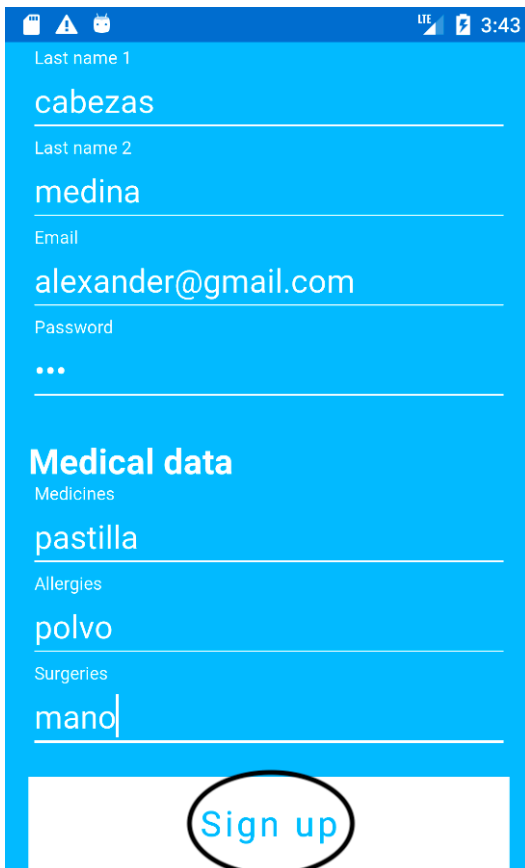 LTE 3:43
Last name 1
cabezas
Last name 2
medina
Email
alexander@gmail.com
Password
•••
Medical data
Medicines
pastilla
Allergies
polvo
Surgeries
mano
Sign up